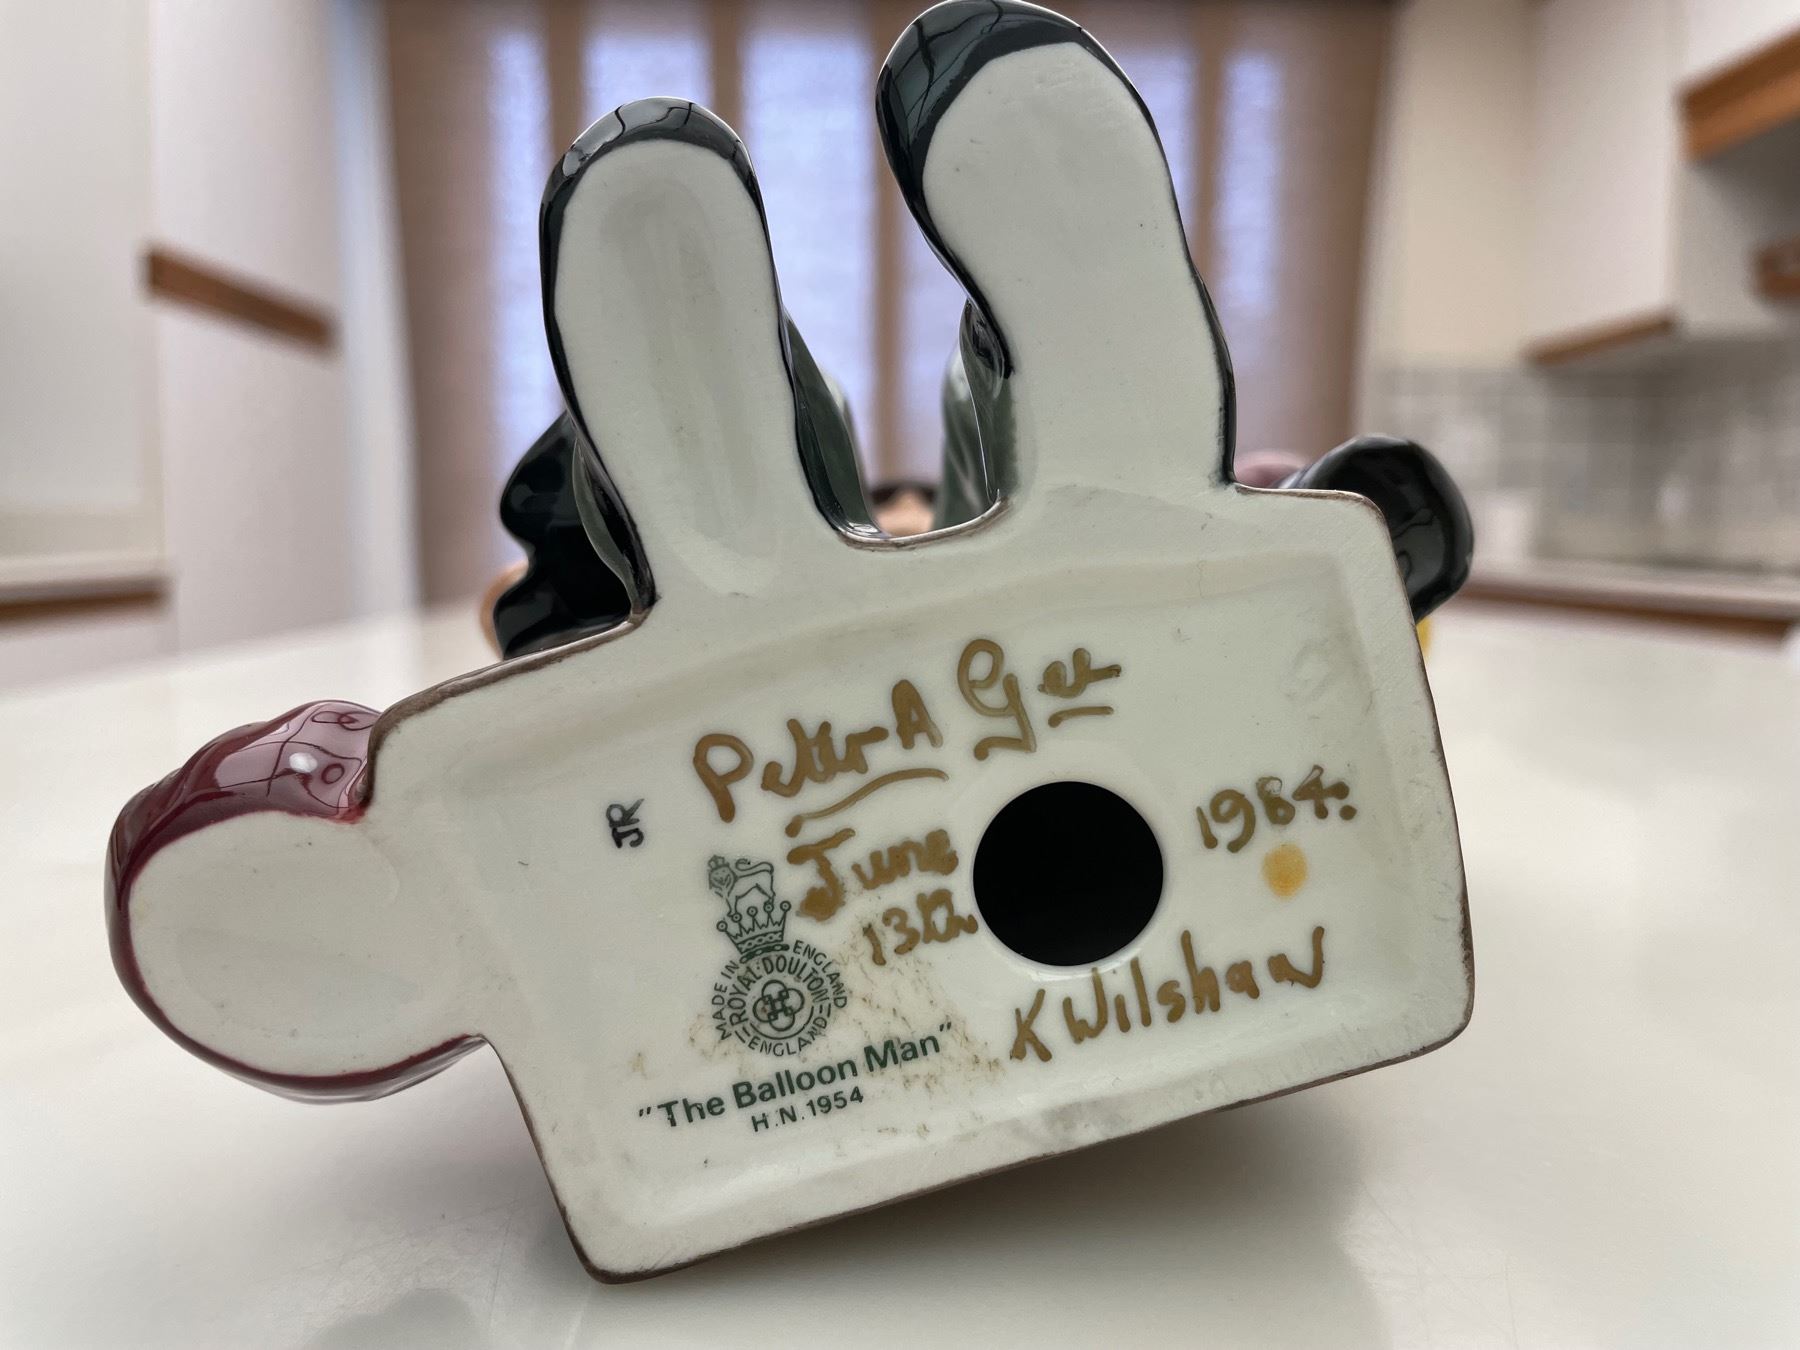 Peter A Gee
June
13th
1984.
K Wilshaw
JR
MADE IN ENGLAND
ROYAL·DOULTON
ENGLAND
"The Balloon Man"
H.N.1954